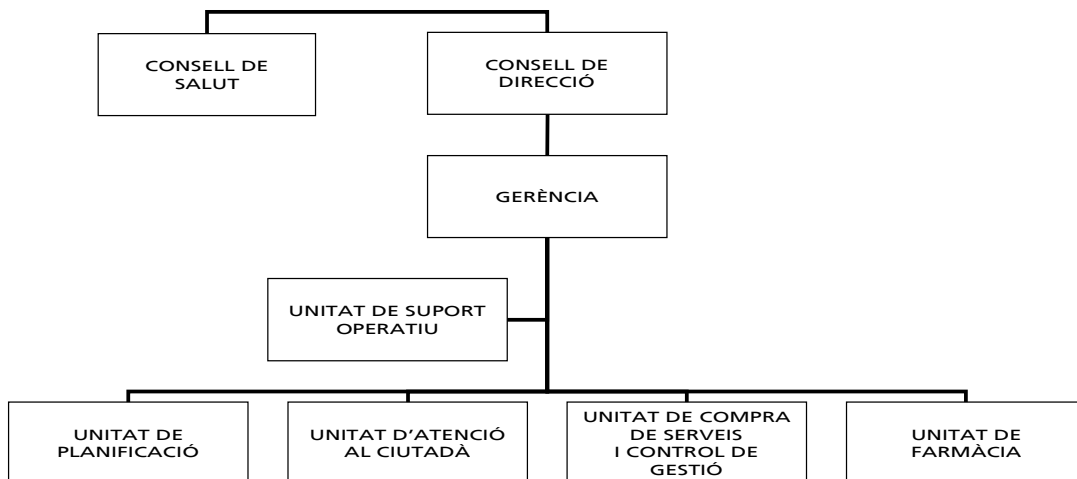 CONSELL DE
SALUT
CONSELL DE
DIRECCIÓ
GERÈNCIA
UNITAT DE SUPORT
OPERATIU
UNITAT DE
PLANIFICACIÓ
UNITAT D’ATENCIÓ
AL CIUTADÀ
UNITAT DE COMPRA
DE SERVEIS
I CONTROL DE
GESTIÓ
UNITAT DE
FARMÀCIA